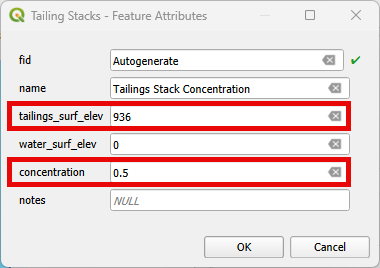 Tailing Stacks - Feature Attributes
fid Autogenerate
name Tailings Stack Concentration
tailings_surf_elev 936
water_surf_elev 0
concentration 0.5
notes NULL
OK Cancel